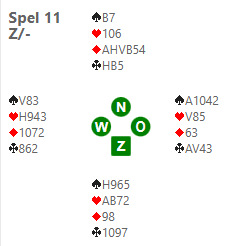 Spel 11
Z/-
♠B7
♥106
♦AHVB54
♣HB5
♠V83
♥H943
♦1072
♣862
N
W O
Z
♠A1042
♥V85
♦63
♣AV43
♠H965
♥AB72
♦98
♣1097